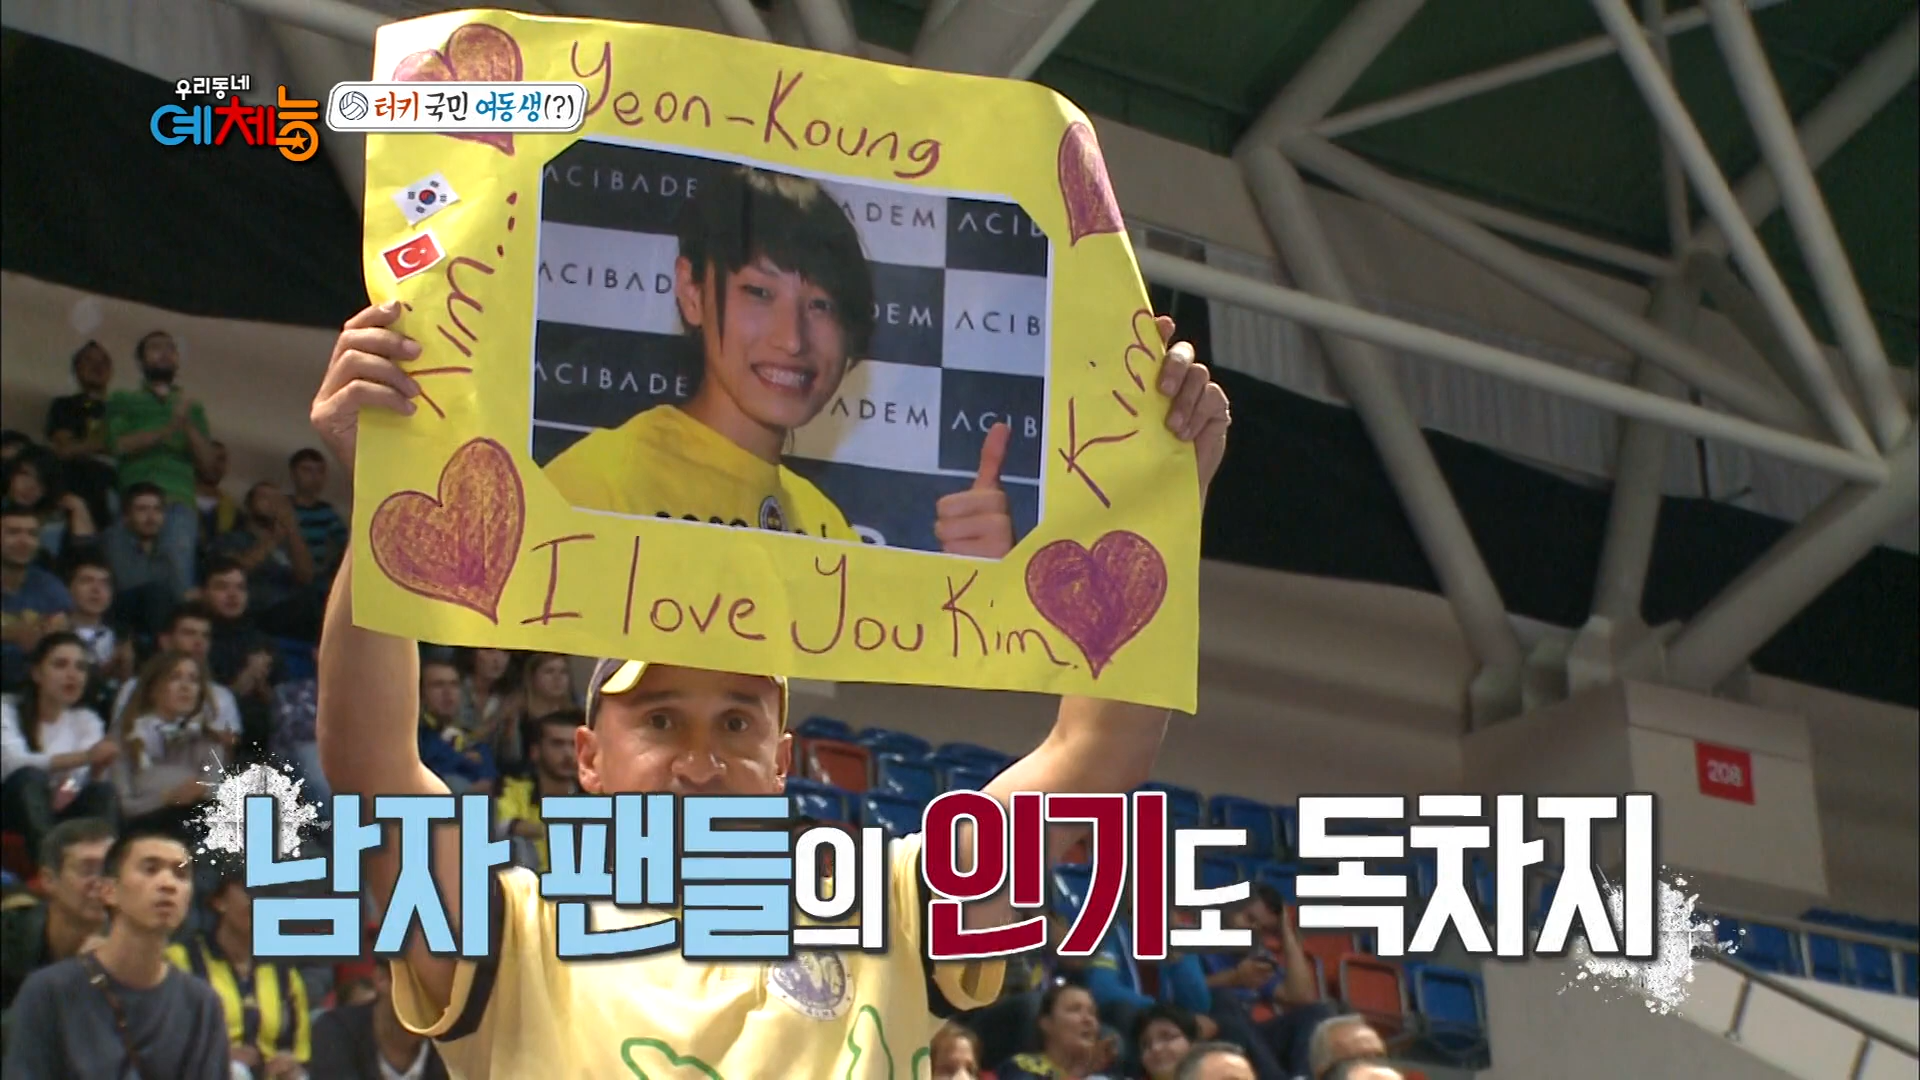 우리동네
예체능
터키 국민 여동생(?)
Yeon-Koung
Kim...
Kim
ACIBADE
ADEM
ACIB
ACIBAD
DEM
ACIB
ACIBADE
ADEM
ACIB
I love You Kim.
208
남자 팬들의 인기도 독차지